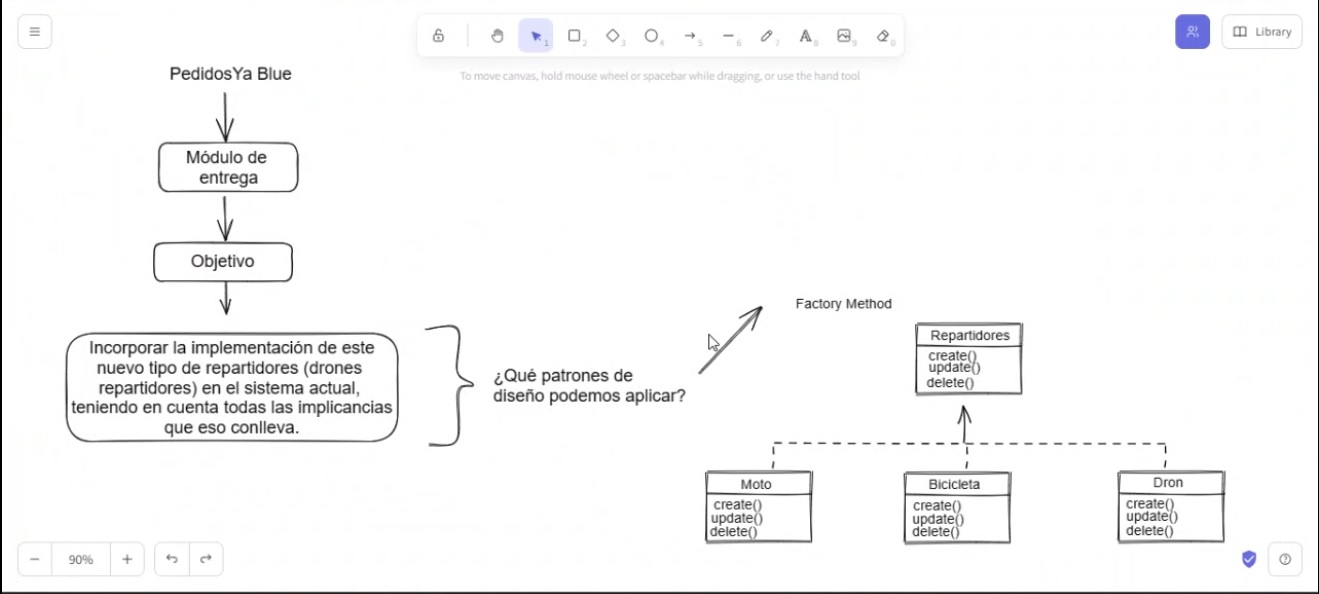 1
2
3
4
5
6
7
8
9
0
Library
To move canvas, hold mouse wheel or spacebar while dragging, or use the hand tool
PedidosYa Blue
Módulo de
entrega
Objetivo
Incorporar la implementación de este
nuevo tipo de repartidores (drones
repartidores) en el sistema actual,
teniendo en cuenta todas las implicancias
que eso conlleva.
¿Qué patrones de
diseño podemos aplicar?
Factory Method
Repartidores
create()
update()
delete()
Moto
create()
update()
delete()
Bicicleta
create()
update()
delete()
Dron
create()
update()
delete()
90%